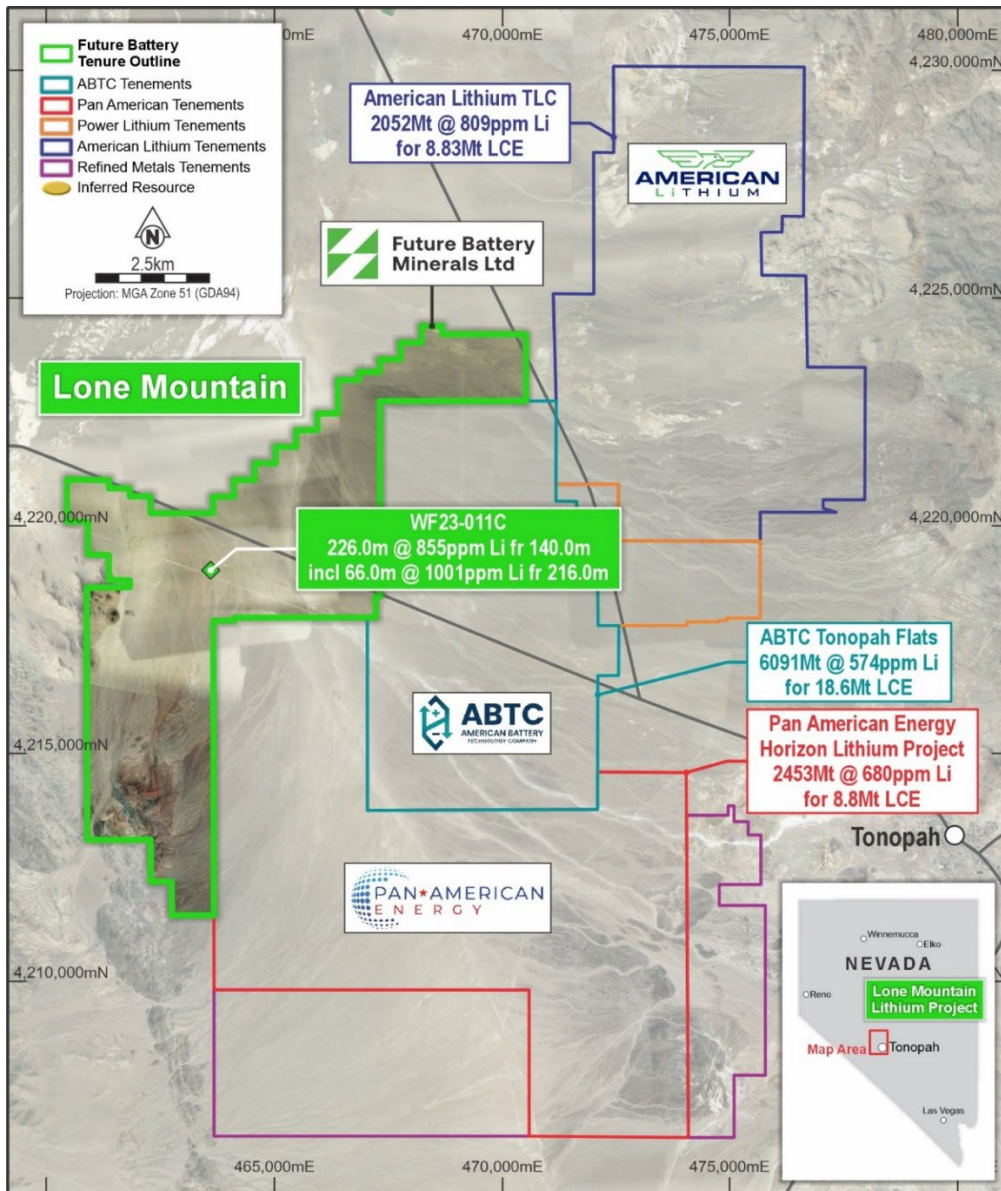 Future Battery
Tenure Outline
ABTC Tenements
Pan American Tenements
Power Lithium Tenements
American Lithium Tenements
Refined Metals Tenements
Inferred Resource
N
2.5km
Projection: MGA Zone 51 (GDA94)
000mE
470,000mE
475,000mE
480,000mE
4,230,000mN
American Lithium TLC
2052Mt @ 809ppm Li
for 8.83Mt LCE
AMERICAN
LiTHIUM
Future Battery
Minerals Ltd
4,225,000mN
Lone Mountain
4,220,000mN
4,220,000mN
WF23-011C
226.0m @ 855ppm Li fr 140.0m
incl 66.0m @ 1001ppm Li fr 216.0m
ABTC Tonopah Flats
6091Mt @ 574ppm Li
for 18.6Mt LCE
ABTC
AMERICAN BATTERY
TECHNOLOGY COMPANY
4,215,000mN
Pan American Energy
Horizon Lithium Project
2453Mt @ 680ppm Li
for 8.8Mt LCE
Tonopah
PAN★AMERICAN
ENERGY
4,210,000mN
Winnemucca
Elko
NEVADA
Reno
Lone Mountain
Lithium Project
Map Area
Tonopah
Las Vegas
465,000mE
470,000mE
475,000mE